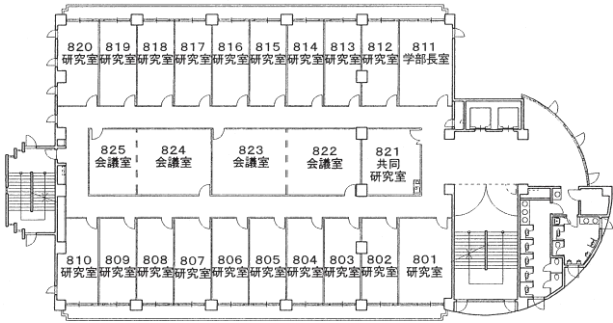 820
研究室
819
研究室
818
研究室
817
研究室
816
研究室
815
研究室
814
研究室
813
研究室
812
研究室
811
学部長室
825
会議室
824
会議室
823
会議室
822
会議室
821
共同
研究室
810
研究室
809
研究室
808
研究室
807
研究室
806
研究室
805
研究室
804
研究室
803
研究室
802
研究室
801
研究室